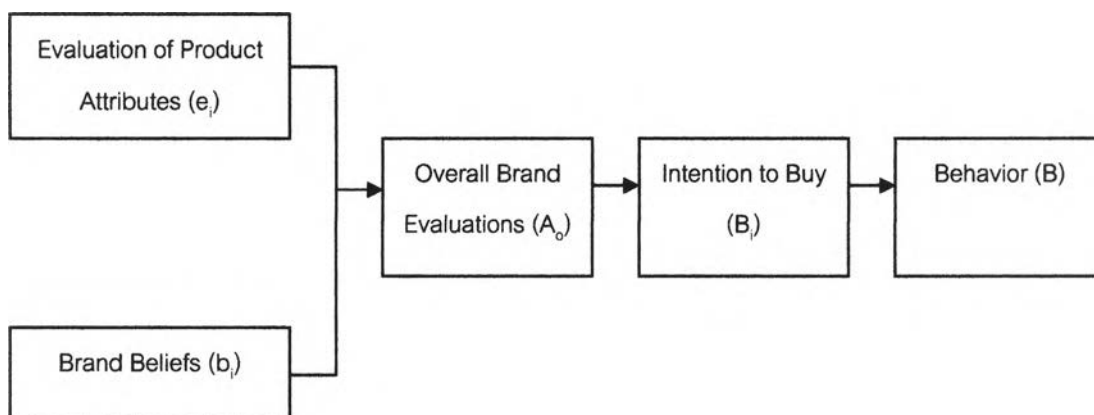 Evaluation of Product
Attributes (eᵢ)
Overall Brand
Evaluations (Aₒ)
Intention to Buy
(Bᵢ)
Behavior (B)
Brand Beliefs (bᵢ)